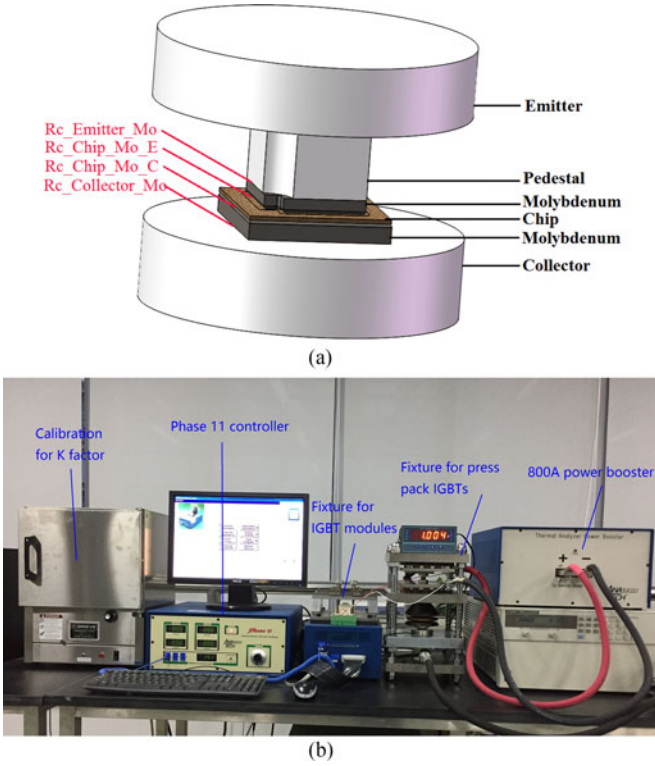 Emitter
Rc_Emitter_Mo
Rc_Chip_Mo_E
Rc_Chip_Mo_C
Rc_Collector_Mo
Pedestal
Molybdenum
Chip
Molybdenum
Collector
(a)
Calibration
for K factor
Phase 11 controller
Fixture for
IGBT modules
Fixture for press
pack IGBTs
800A power booster
1.004
Thermal Analyzer Power Booster
+ −
Phase 11
(b)